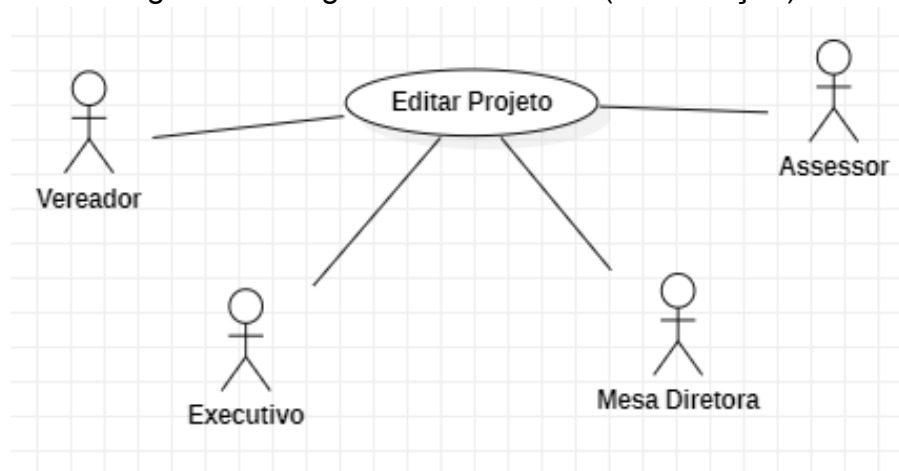 Editar Projeto
Assessor
Vereador
Executivo
Mesa Diretora